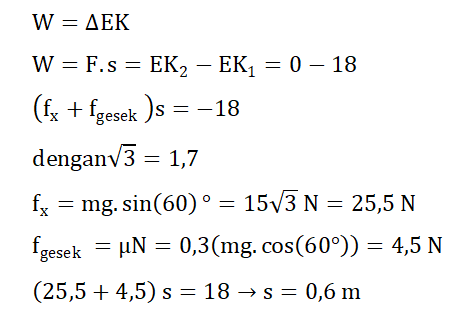 W = ΔEK
W = F.s = EK₂ − EK₁ = 0 − 18
(fₓ + f_gesek )s = −18
dengan√3 = 1,7
fₓ = mg. sin(60) ° = 15√3 N = 25,5 N
f_gesek = μN = 0,3(mg. cos(60°)) = 4,5 N
(25,5 + 4,5) s = 18 → s = 0,6 m